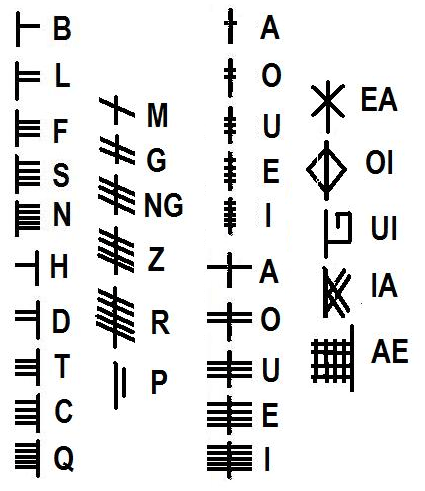 ᚁ B
ᚂ L
ᚃ F
ᚄ S
ᚅ N
ᚆ H
ᚇ D
ᚈ T
ᚉ C
ᚊ Q
ᚋ M
ᚌ G
ᚍ NG
ᚎ Z
ᚏ R
ᚚ P
ᚐ A
ᚑ O
ᚒ U
ᚓ E
ᚔ I
ᚐ A
ᚑ O
ᚒ U
ᚓ E
ᚔ I
ᚕ EA
ᚖ OI
ᚗ UI
ᚘ IA
ᚙ AE